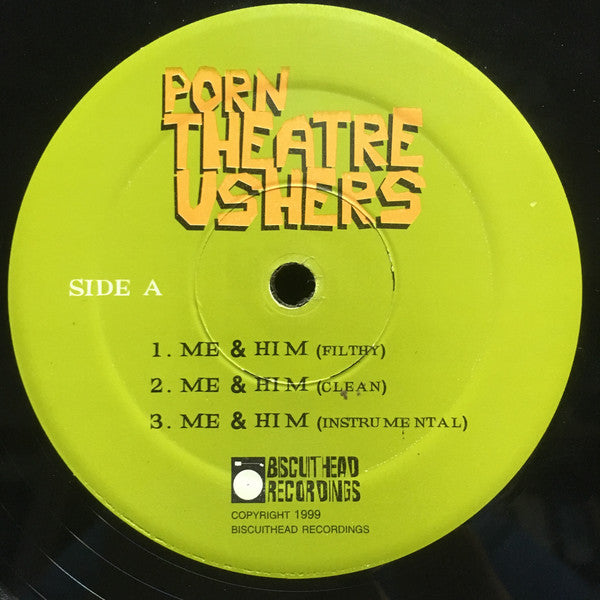 PORN
THEATRE
USHERS
SIDE A
1. ME & HIM (FILTHY)
2. ME & HIM (CLEAN)
3. ME & HIM (INSTRUMENTAL)
BISCUITHEAD
RECORDINGS
COPYRIGHT 1999
BISCUITHEAD RECORDINGS